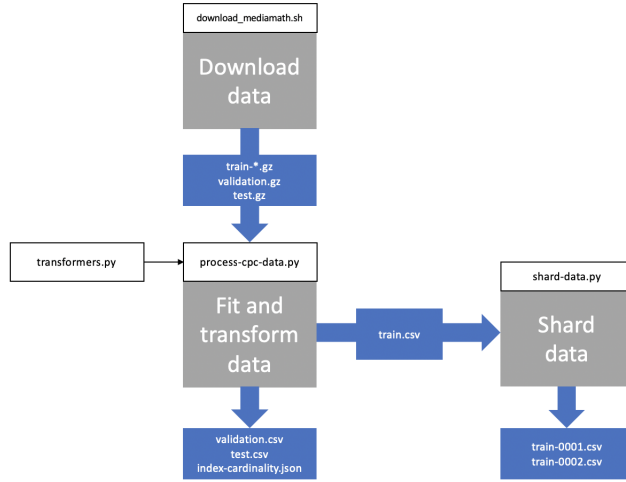 download_mediamath.sh
Download
data
train-*.gz
validation.gz
test.gz
transformers.py
process-cpc-data.py
Fit and
transform
data
train.csv
shard-data.py
Shard
data
validation.csv
test.csv
index-cardinality.json
train-0001.csv
train-0002.csv